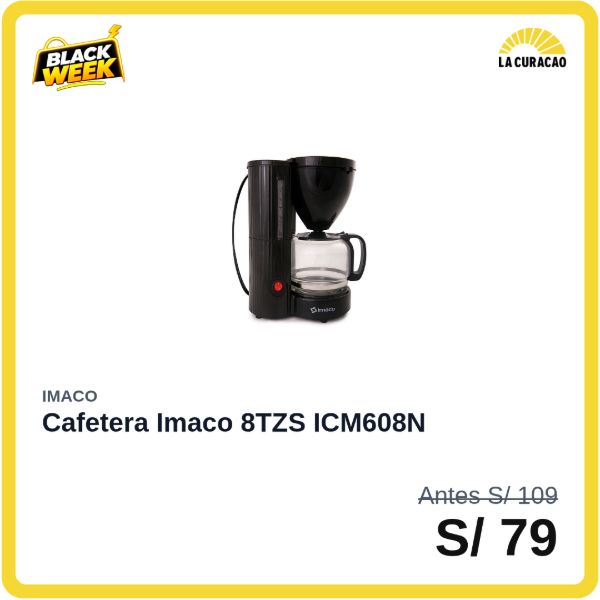 BLACK
WEEK
LA CURACAO
Imaco
IMACO
Cafetera Imaco 8TZS ICM608N
Antes S/ 109
S/ 79